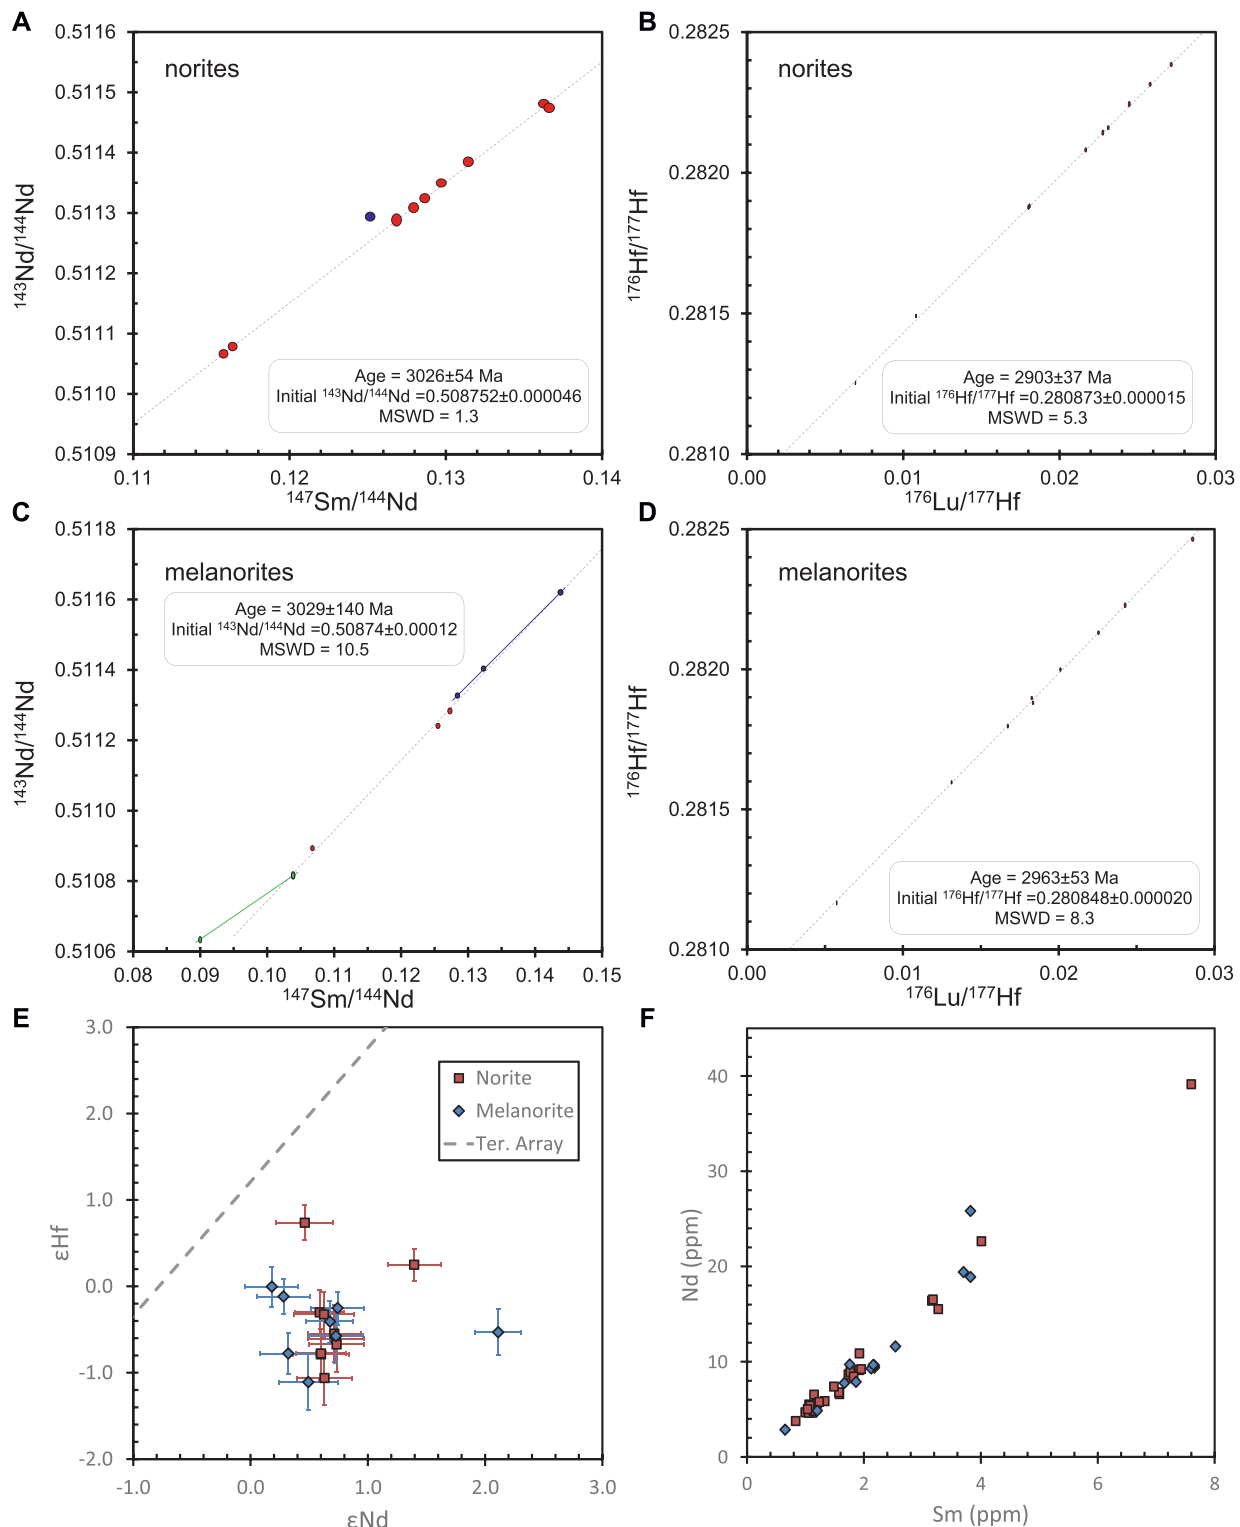 A
0.5116
0.5115
0.5114
0.5113
0.5112
0.5111
0.5110
0.5109
norites
Age = 3026±54 Ma
Initial ¹⁴³Nd/¹⁴⁴Nd =0.508752±0.000046
MSWD = 1.3
0.11
0.12
0.13
0.14
¹⁴⁷Sm/¹⁴⁴Nd
¹⁴³Nd/¹⁴⁴Nd
B
0.2825
0.2820
0.2815
0.2810
norites
Age = 2903±37 Ma
Initial ¹⁷⁶Hf/¹⁷⁷Hf =0.280873±0.000015
MSWD = 5.3
0.00
0.01
0.02
0.03
¹⁷⁶Lu/¹⁷⁷Hf
¹⁷⁶Hf/¹⁷⁷Hf
C
0.5118
0.5116
0.5114
0.5112
0.5110
0.5108
0.5106
melanorites
Age = 3029±140 Ma
Initial ¹⁴³Nd/¹⁴⁴Nd =0.50874±0.00012
MSWD = 10.5
0.08
0.09
0.10
0.11
0.12
0.13
0.14
0.15
¹⁴⁷Sm/¹⁴⁴Nd
¹⁴³Nd/¹⁴⁴Nd
D
0.2825
0.2820
0.2815
0.2810
melanorites
Age = 2963±53 Ma
Initial ¹⁷⁶Hf/¹⁷⁷Hf =0.280848±0.000020
MSWD = 8.3
0.00
0.01
0.02
0.03
¹⁷⁶Lu/¹⁷⁷Hf
¹⁷⁶Hf/¹⁷⁷Hf
E
3.0
2.0
1.0
0.0
-1.0
-2.0
Norite
Melanorite
Ter. Array
-1.0
0.0
1.0
2.0
3.0
εNd
εHf
F
40
30
20
10
0
0
2
4
6
8
Sm (ppm)
Nd (ppm)